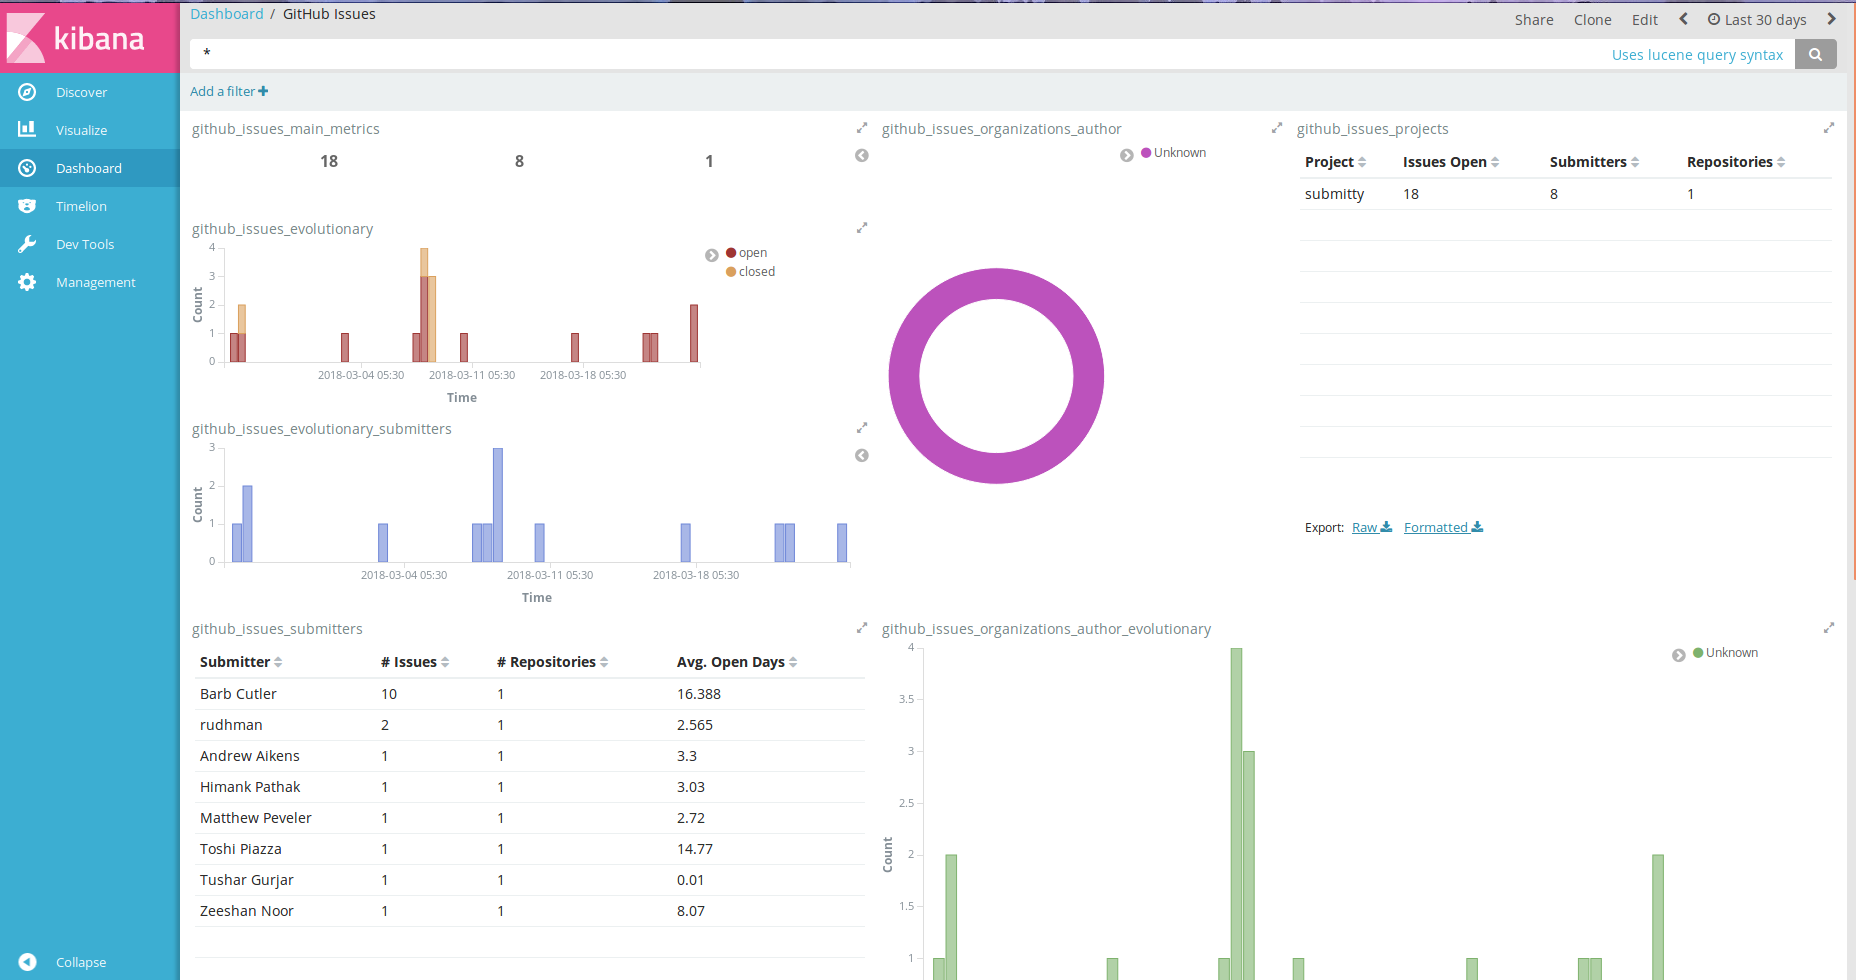 kibana
Discover
Visualize
Dashboard
Timelion
Dev Tools
Management
Collapse
Dashboard / GitHub Issues
Share Clone Edit Last 30 days
* Uses lucene query syntax
Add a filter
github_issues_main_metrics
18 8 1
github_issues_evolutionary
4
3
2
1
0
Count
2018-03-04 05:30 2018-03-11 05:30 2018-03-18 05:30
Time
open
closed
github_issues_evolutionary_submitters
3
2
1
0
Count
2018-03-04 05:30 2018-03-11 05:30 2018-03-18 05:30
Time
github_issues_organizations_author
Unknown
github_issues_projects
Project Issues Open Submitters Repositories
submitty 18 8 1
Export: Raw Formatted
github_issues_submitters
Submitter # Issues # Repositories Avg. Open Days
Barb Cutler 10 1 16.388
rudhman 2 1 2.565
Andrew Aikens 1 1 3.3
Himank Pathak 1 1 3.03
Matthew Peveler 1 1 2.72
Toshi Piazza 1 1 14.77
Tushar Gurjar 1 1 0.01
Zeeshan Noor 1 1 8.07
github_issues_organizations_author_evolutionary
4
3.5
3
2.5
2
1.5
1
Count
Unknown